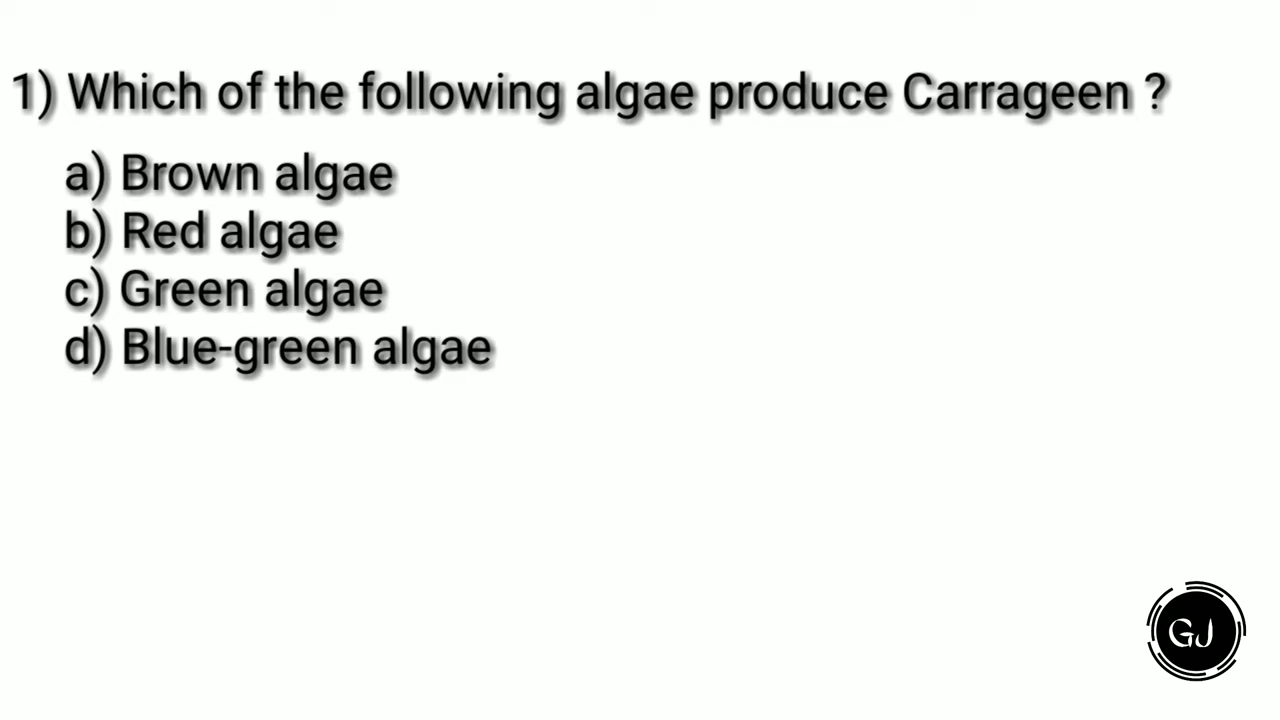 1) Which of the following algae produce Carrageen ?
a) Brown algae
b) Red algae
c) Green algae
d) Blue-green algae
GJ